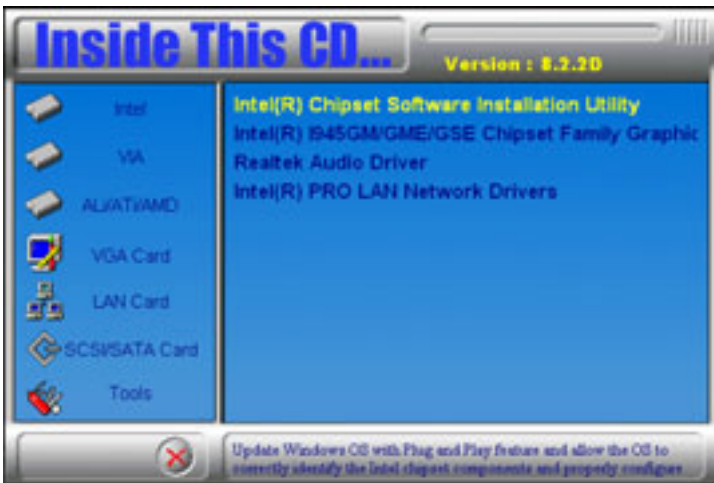 Inside This CD...
Version : 8.2.2D
Intel
VIA
ALi/ATi/AMD
VGA Card
LAN Card
SCSI/SATA Card
Tools
Intel(R) Chipset Software Installation Utility
Intel(R) I945GM/GME/GSE Chipset Family Graphic
Realtek Audio Driver
Intel(R) PRO LAN Network Drivers
Update Windows OS with Plug and Play feature and allow the OS to
correctly identify the Intel chipset components and properly configure